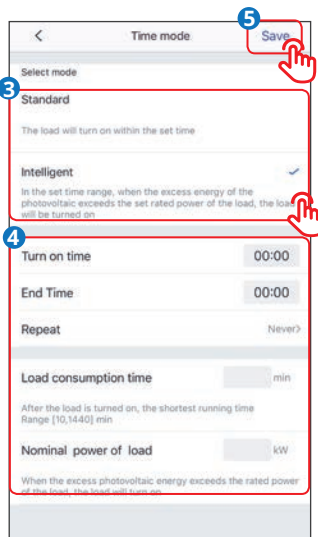 5
< Time mode Save
Select mode
3
Standard
The load will turn on within the set time
Intelligent ✓
In the set time range, when the excess energy of the
photovoltaic exceeds the set rated power of the load, the load
will be turned on
4
Turn on time 00:00
End Time 00:00
Repeat Never>
Load consumption time min
After the load is turned on, the shortest running time
Range [10,1440] min
Nominal power of load kW
When the excess photovoltaic energy exceeds the rated power
of the load, the load will turn on